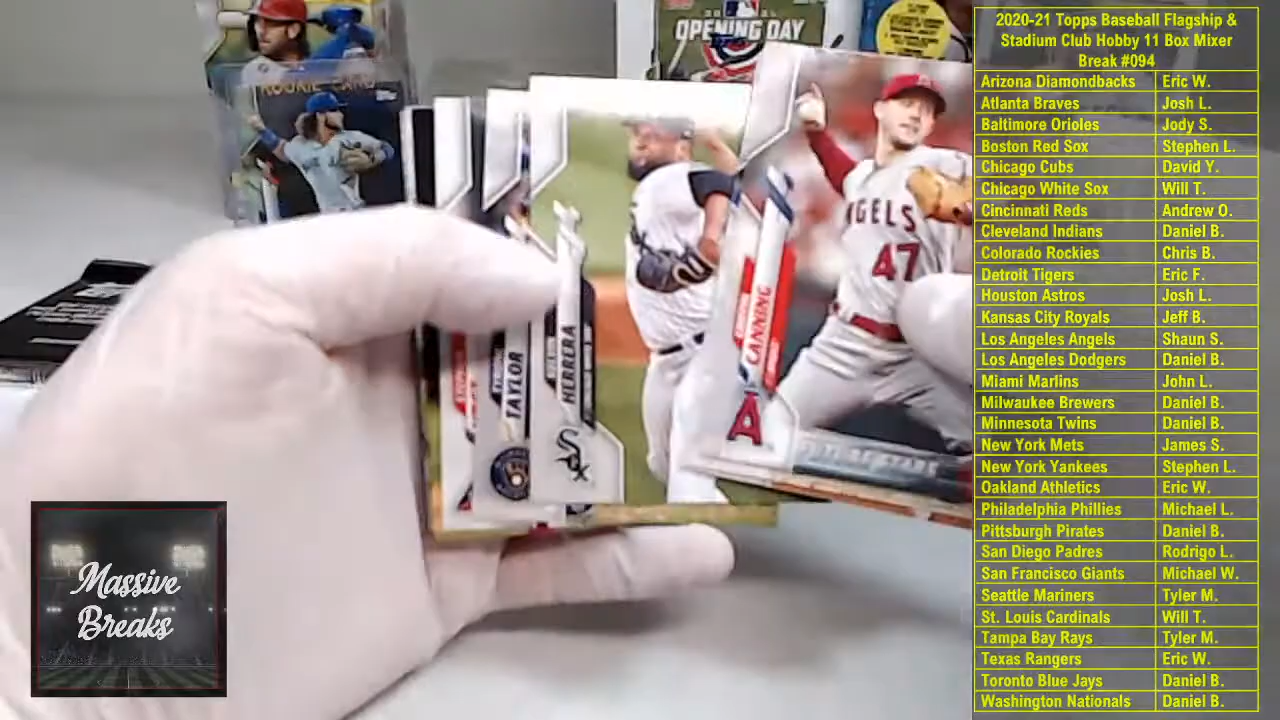 OPENING DAY
ROOKIE CARD
ANGELS
47
CANNING
A
HERRERA
Sox
TAYLOR
Massive
Breaks
2020-21 Topps Baseball Flagship &
Stadium Club Hobby 11 Box Mixer
Break #094
Arizona Diamondbacks Eric W.
Atlanta Braves Josh L.
Baltimore Orioles Jody S.
Boston Red Sox Stephen L.
Chicago Cubs David Y.
Chicago White Sox Will T.
Cincinnati Reds Andrew O.
Cleveland Indians Daniel B.
Colorado Rockies Chris B.
Detroit Tigers Eric F.
Houston Astros Josh L.
Kansas City Royals Jeff B.
Los Angeles Angels Shaun S.
Los Angeles Dodgers Daniel B.
Miami Marlins John L.
Milwaukee Brewers Daniel B.
Minnesota Twins Daniel B.
New York Mets James S.
New York Yankees Stephen L.
Oakland Athletics Eric W.
Philadelphia Phillies Michael L.
Pittsburgh Pirates Daniel B.
San Diego Padres Rodrigo L.
San Francisco Giants Michael W.
Seattle Mariners Tyler M.
St. Louis Cardinals Will T.
Tampa Bay Rays Tyler M.
Texas Rangers Eric W.
Toronto Blue Jays Daniel B.
Washington Nationals Daniel B.